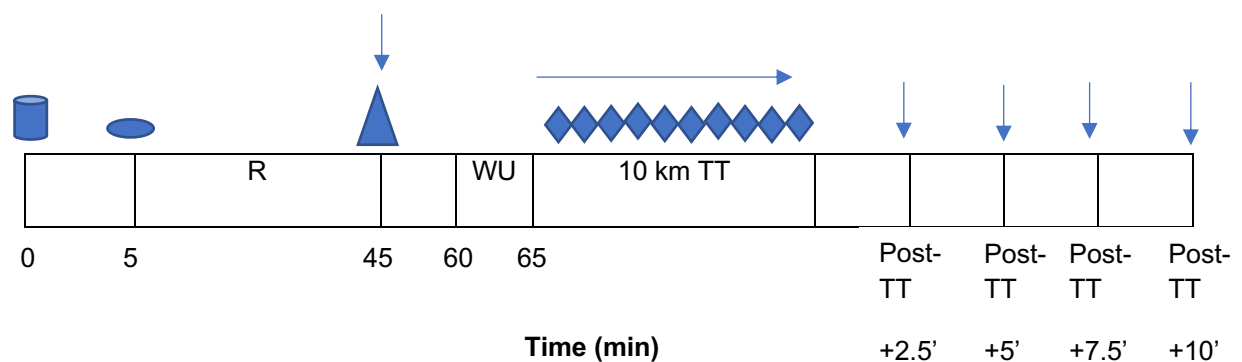 R WU 10 km TT
0 5 45 60 65
Post- Post- Post- Post-
TT TT TT TT
Time (min) +2.5’ +5’ +7.5’ +10’